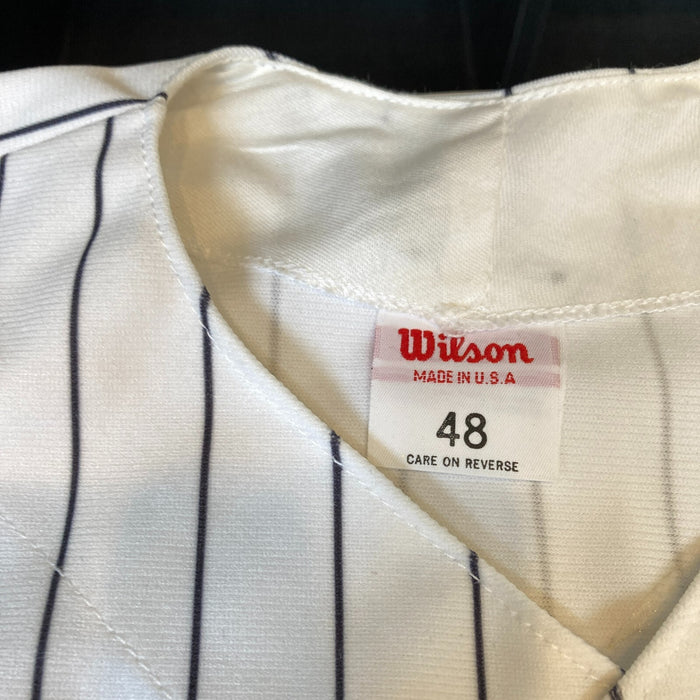 Wilson
MADE IN U.S.A
48
CARE ON REVERSE